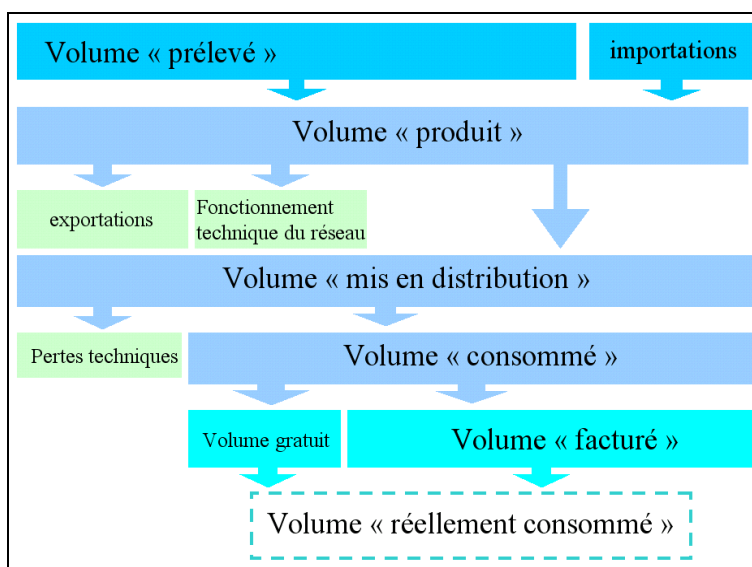 Volume « prélevé »
importations
Volume « produit »
exportations
Fonctionnement
technique du réseau
Volume « mis en distribution »
Pertes techniques
Volume « consommé »
Volume gratuit
Volume « facturé »
Volume « réellement consommé »